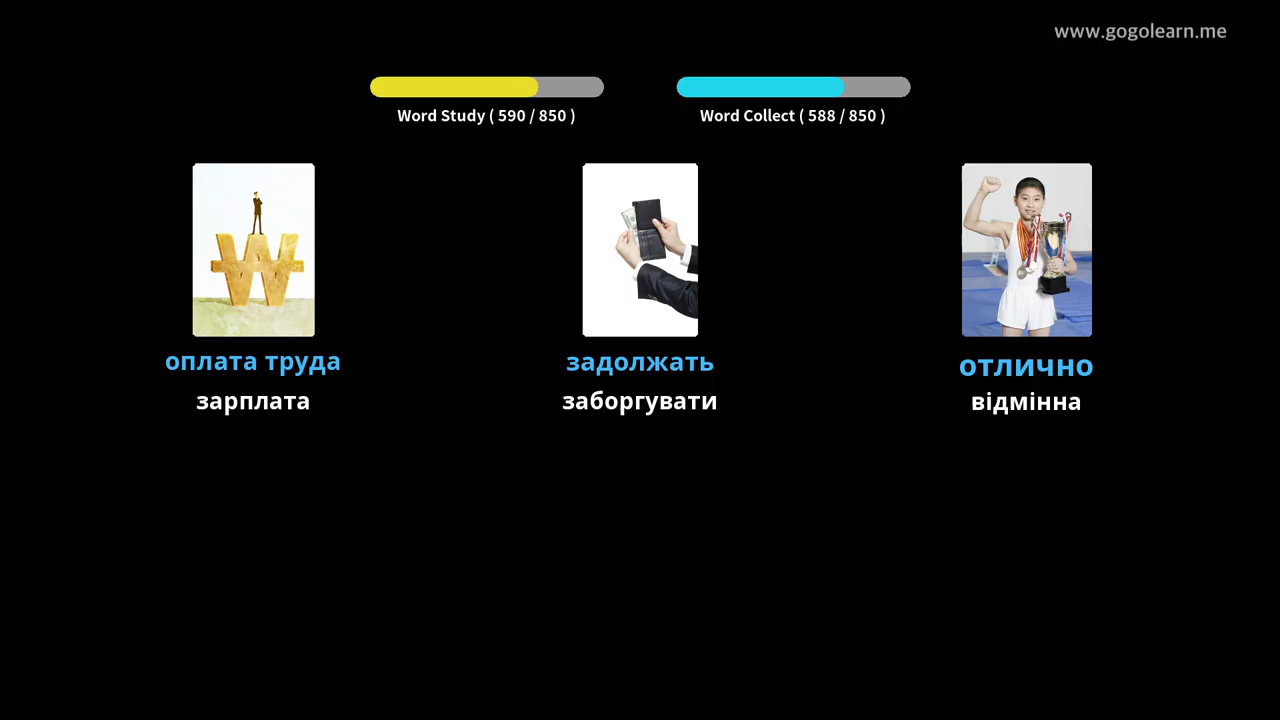 www.gogolearn.me
Word Study ( 590 / 850 )
Word Collect ( 588 / 850 )
оплата труда
зарплата
задолжать
заборгувати
отлично
відмінна